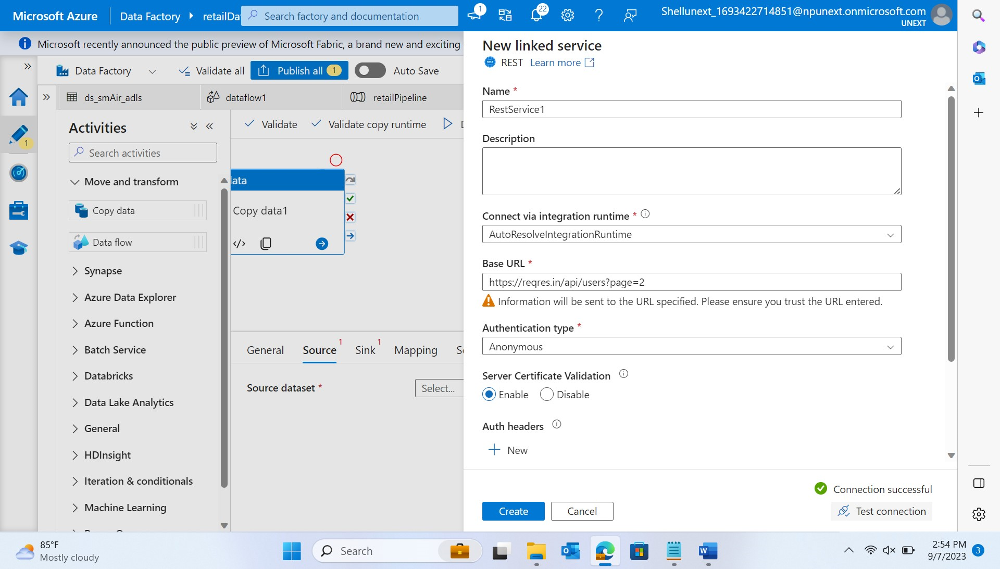 Microsoft Azure
Data Factory
retailDa
Search factory and documentation
1
22
Shellunext_1693422714851@npunext.onmicrosoft.com
UNEXT
Microsoft recently announced the public preview of Microsoft Fabric, a brand new and exciting
Data Factory
Validate all
Publish all 1
Auto Save
ds_smAir_adls
dataflow1
retailPipeline
1
Activities
Search activities
Move and transform
Copy data
Data flow
Synapse
Azure Data Explorer
Azure Function
Batch Service
Databricks
Data Lake Analytics
General
HDInsight
Iteration & conditionals
Machine Learning
Validate
Validate copy runtime
lata
Copy data1
General
Source 1
Sink 1
Mapping
Source dataset *
Select...
New linked service
REST
Learn more
Name *
RestService1
Description
Connect via integration runtime *
AutoResolveIntegrationRuntime
Base URL *
https://reqres.in/api/users?page=2
Information will be sent to the URL specified. Please ensure you trust the URL entered.
Authentication type *
Anonymous
Server Certificate Validation
Enable
Disable
Auth headers
New
Connection successful
Create
Cancel
Test connection
85°F
Mostly cloudy
Search
2:54 PM
9/7/2023
3